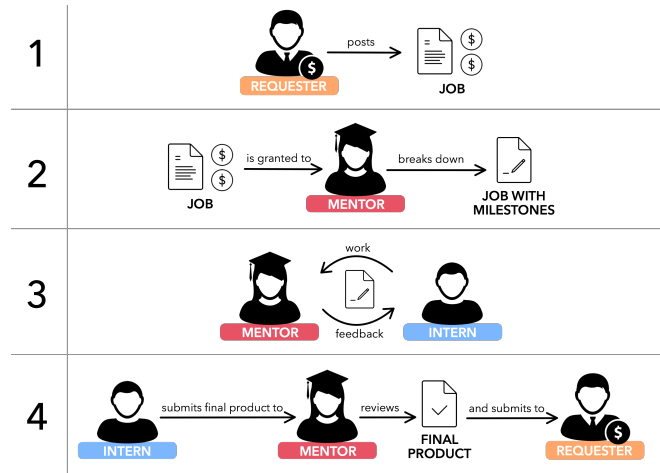 1
posts
$
$
$
REQUESTER
JOB
2
$
$
is granted to
breaks down
JOB
MENTOR
JOB WITH
MILESTONES
3
work
MENTOR
feedback
INTERN
4
submits final product to
reviews
and submits to
$
INTERN
MENTOR
FINAL
PRODUCT
REQUESTER